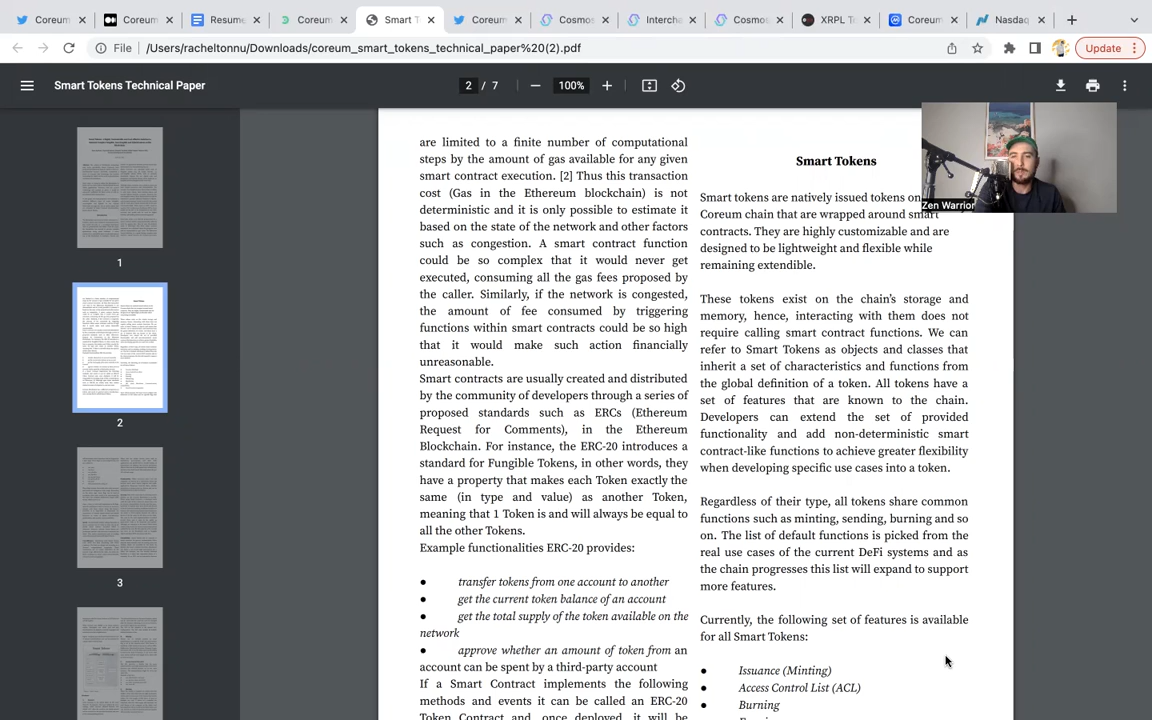 Coreum
Coreum
Resume
Coreum
Smart T
Coreum
Cosmos
Intercha
Cosmos
XRPL To
Coreum
Nasdaq
File
/Users/racheltonnu/Downloads/coreum_smart_tokens_technical_paper%20(2).pdf
Update
Smart Tokens Technical Paper
2 / 7
100%
1
2
3
are limited to a finite number of computational
steps by the amount of gas available for any given
smart contract execution. [2] Thus this transaction
cost (Gas in the Ethereum blockchain) is not
deterministic and it is only possible to estimate it
based on the state of the network and other factors
such as congestion. A smart contract function
could be so complex that it would never get
executed, consuming all the gas fees proposed by
the caller. Similarly, if the network is congested,
the amount of fee consumed by triggering
functions within smart contracts could be so high
that it would make such action financially
unreasonable.
Smart contracts are usually created and distributed
by the community of developers through a series of
proposed standards such as ERCs (Ethereum
Request for Comments), in the Ethereum
Blockchain. For instance, the ERC-20 introduces a
standard for Fungible Tokens, in other words, they
have a property that makes each Token exactly the
same (in type and value) as another Token,
meaning that 1 Token is and will always be equal to
all the other Tokens.
Example functionalities ERC-20 provides:
● transfer tokens from one account to another
● get the current token balance of an account
● get the total supply of the token available on the
network
● approve whether an amount of token from an
account can be spent by a third-party account
If a Smart Contract implements the following
methods and events it can be called an ERC-20
Token Contract and, once deployed, it will be
Smart Tokens
Smart tokens are natively issued tokens on
Coreum chain that are wrapped around smart
contracts. They are highly customizable and are
designed to be lightweight and flexible while
remaining extendible.
These tokens exist on the chain's storage and
memory, hence, interacting with them does not
require calling smart contract functions. We can
refer to Smart Tokens as objects and classes that
inherit a set of characteristics and functions from
the global definition of a token. All tokens have a
set of features that are known to the chain.
Developers can extend the set of provided
functionality and add non-deterministic smart
contract-like functions to achieve greater flexibility
when developing specific use cases into a token.
Regardless of their type, all tokens share common
functions such as minting, sending, burning and so
on. The list of default functions is picked from the
real use cases of the current DeFi systems and as
the chain progresses this list will expand to support
more features.
Currently, the following set of features is available
for all Smart Tokens:
● Issuance (Minting)
● Access Control List (ACL)
● Burning
Zen Warrior